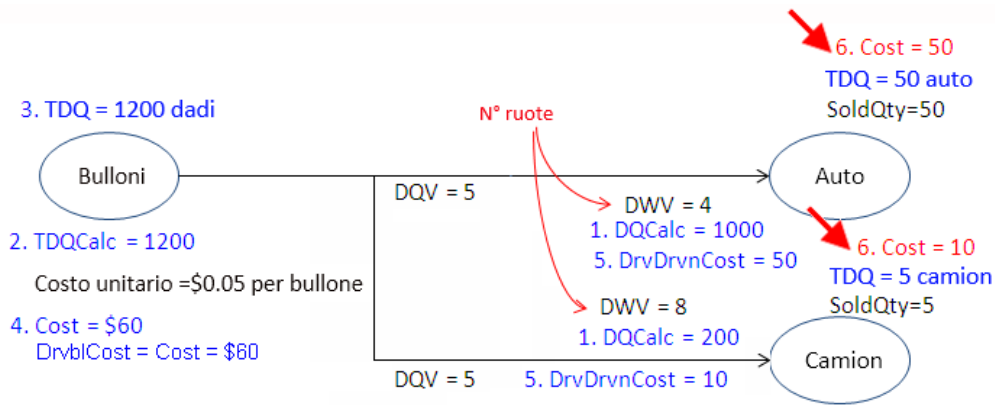 6. Cost = 50
TDQ = 50 auto
SoldQty=50
3. TDQ = 1200 dadi
N° ruote
Bulloni
Auto
DQV = 5
DWV = 4
1. DQCalc = 1000
5. DrvDrvnCost = 50
2. TDQCalc = 1200
Costo unitario =$0.05 per bullone
6. Cost = 10
TDQ = 5 camion
SoldQty=5
4. Cost = $60
DrvblCost = Cost = $60
DWV = 8
1. DQCalc = 200
DQV = 5
5. DrvDrvnCost = 10
Camion